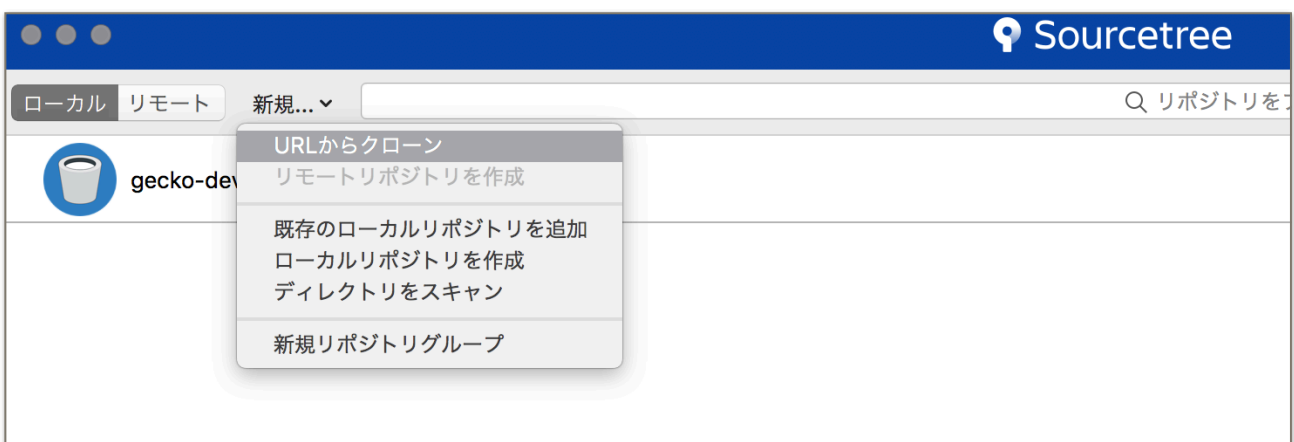 Sourcetree
ローカル リモート 新規... リポジトリを
URLからクローン
gecko-dev
リモートリポジトリを作成
既存のローカルリポジトリを追加
ローカルリポジトリを作成
ディレクトリをスキャン
新規リポジトリグループ